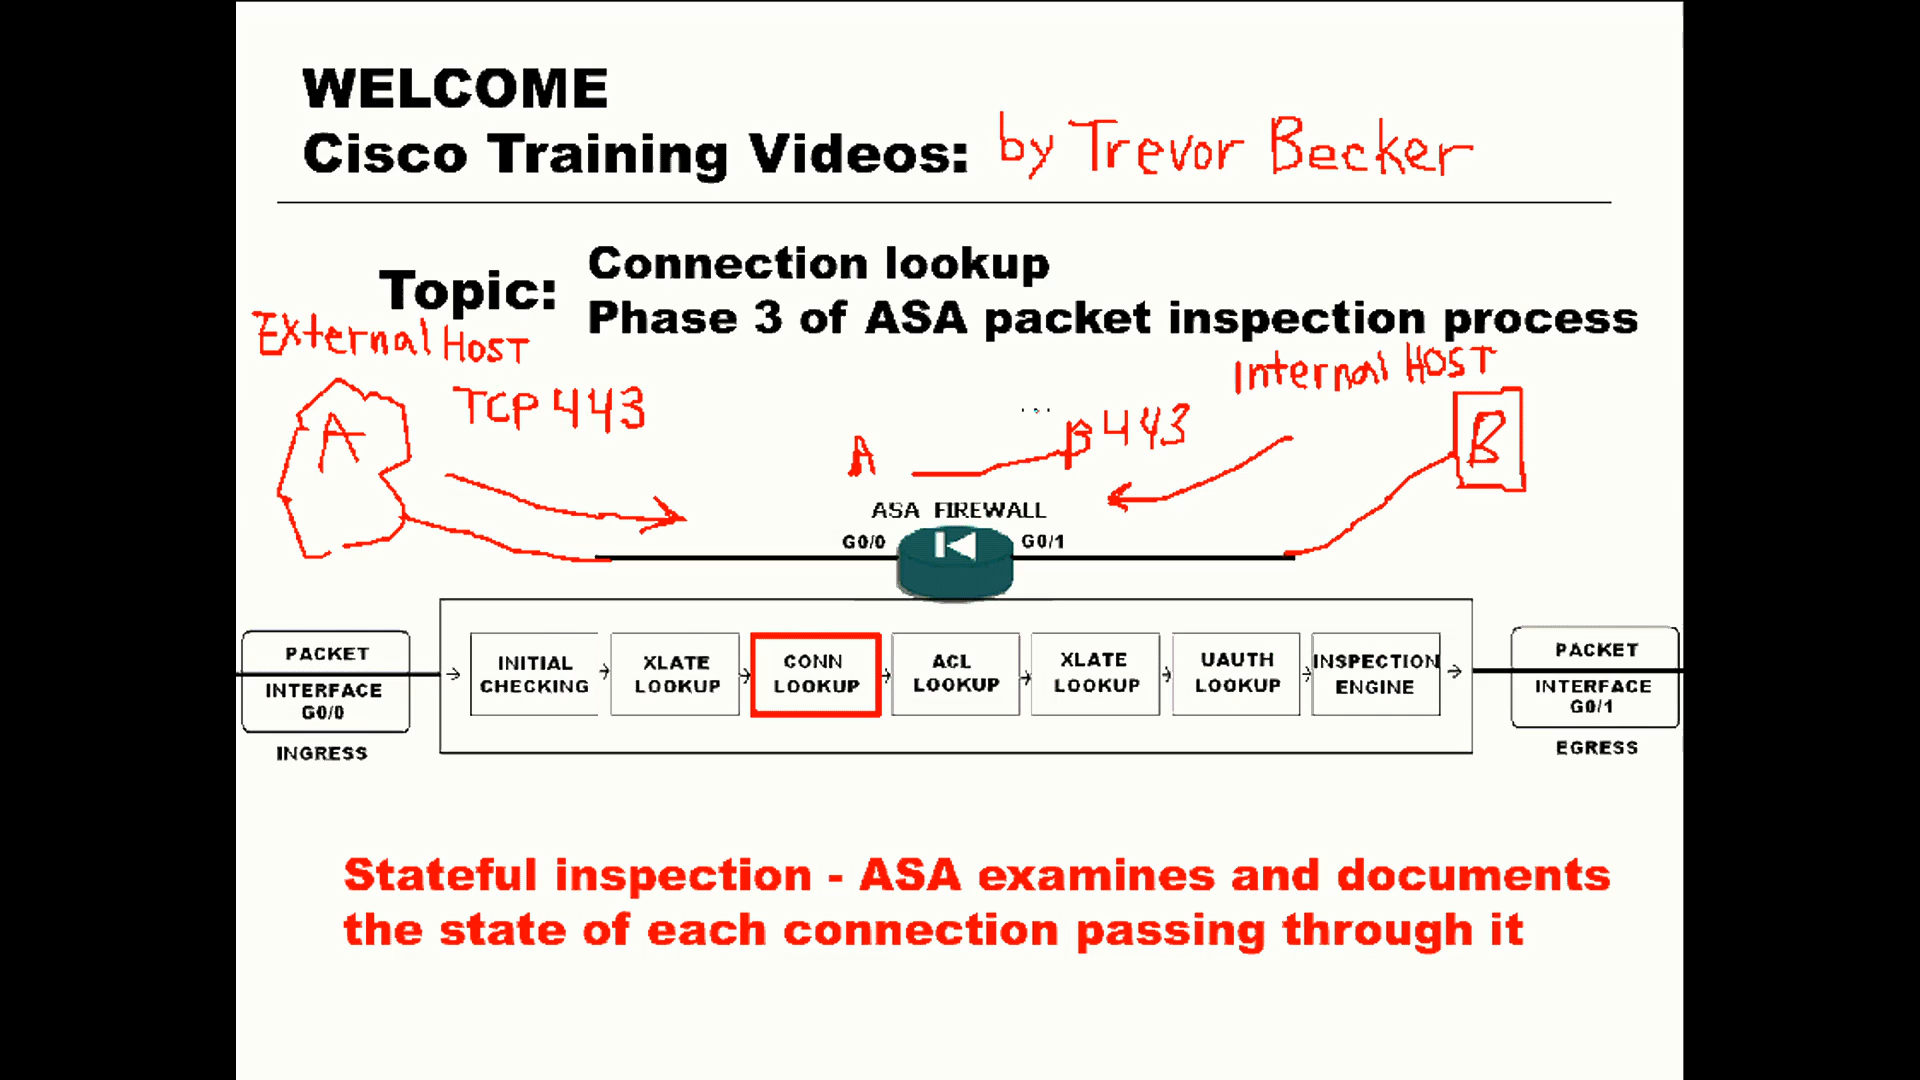 WELCOME
Cisco Training Videos: by Trevor Becker
Topic:
Connection lookup
Phase 3 of ASA packet inspection process
External HOST
Internal HOST
TCP 443
A
B
A
B 443
ASA FIREWALL
G0/0
G0/1
PACKET
INTERFACE
G0/0
INGRESS
INITIAL
CHECKING
XLATE
LOOKUP
CONN
LOOKUP
ACL
LOOKUP
XLATE
LOOKUP
UAUTH
LOOKUP
INSPECTION
ENGINE
PACKET
INTERFACE
G0/1
EGRESS
Stateful inspection - ASA examines and documents
the state of each connection passing through it